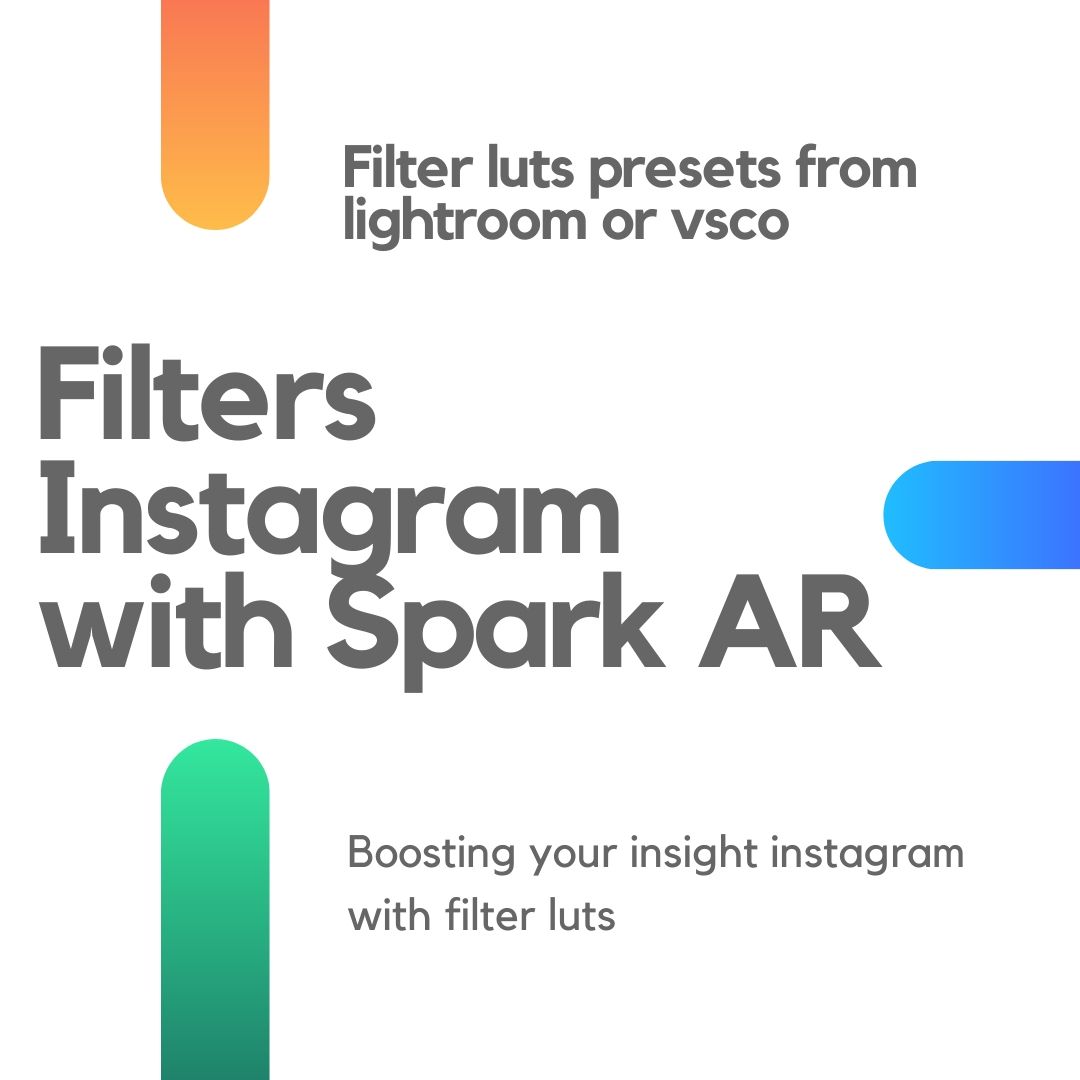 Filter luts presets from
lightroom or vsco
Filters
Instagram
with Spark AR
Boosting your insight instagram
with filter luts